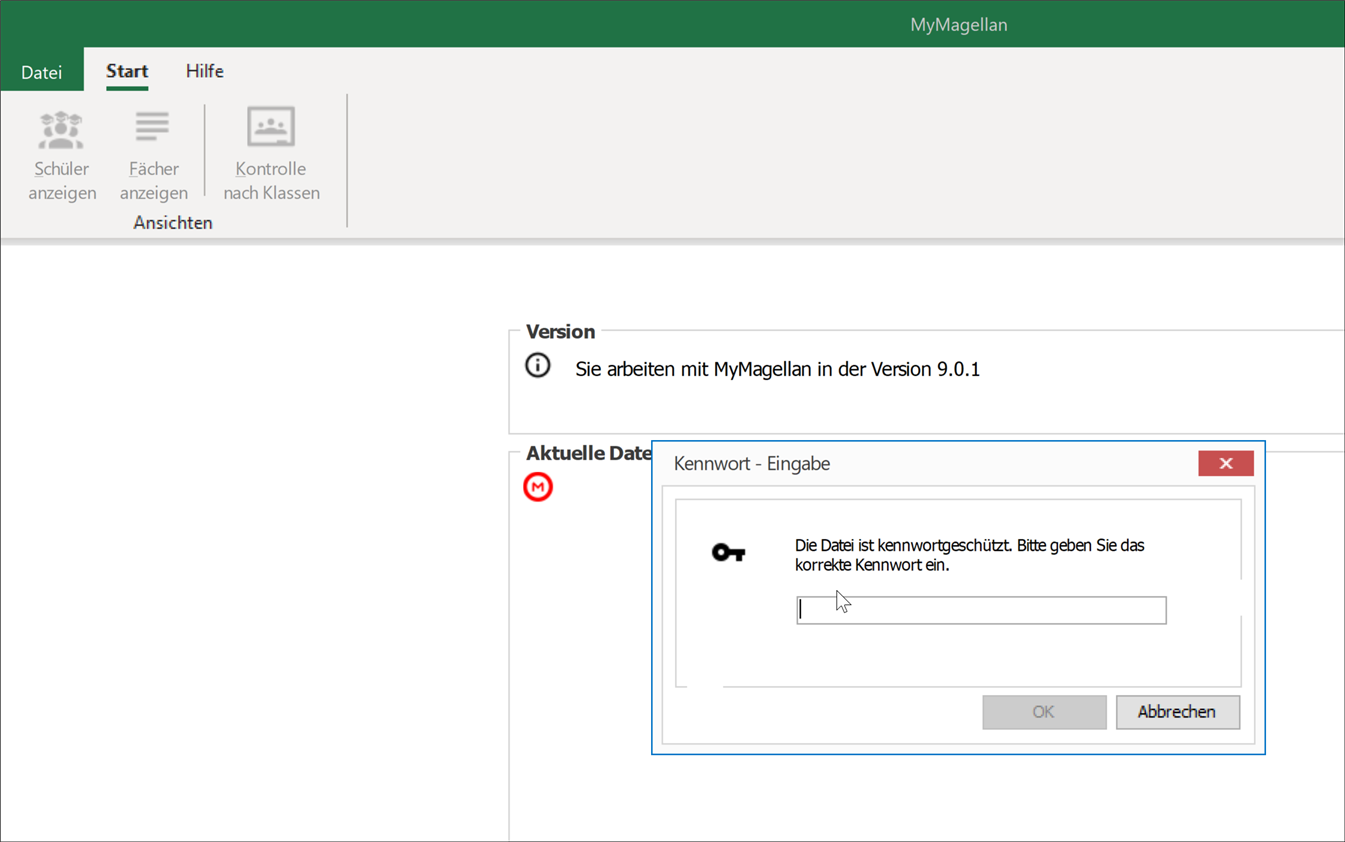 MyMagellan
Datei
Start
Hilfe
Schüler
anzeigen
Fächer
anzeigen
Kontrolle
nach Klassen
Ansichten
Version
Sie arbeiten mit MyMagellan in der Version 9.0.1
Aktuelle Date
M
Kennwort - Eingabe
Die Datei ist kennwortgeschützt. Bitte geben Sie das
korrekte Kennwort ein.
OK
Abbrechen